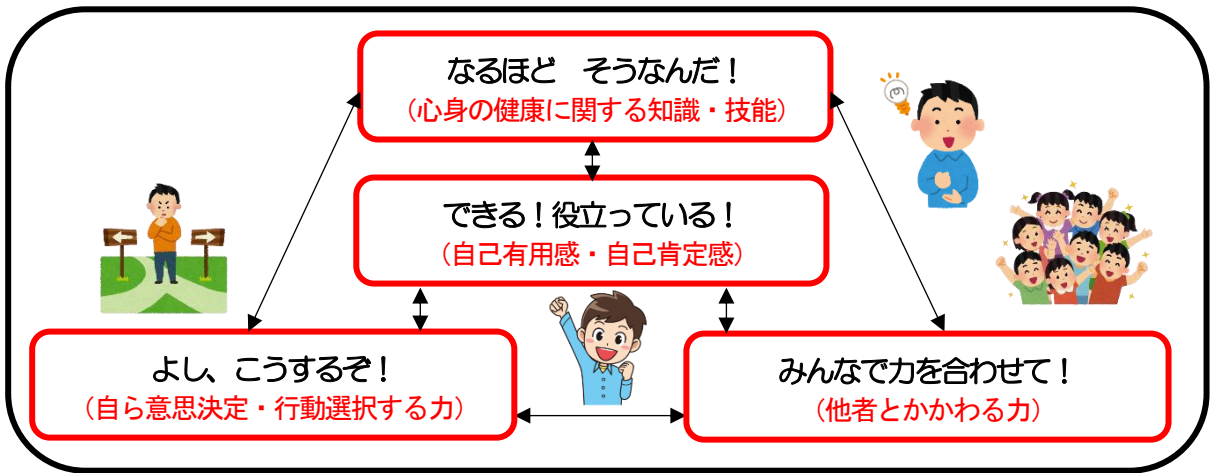 なるほど　そうなんだ！
（心身の健康に関する知識・技能）
できる！役立っている！
（自己有用感・自己肯定感）
よし、こうするぞ！
（自ら意思決定・行動選択する力）
みんなで力を合わせて！
（他者とかかわる力）